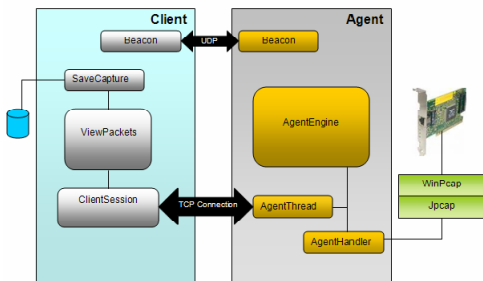 Client
Agent
Beacon
UDP
Beacon
SaveCapture
ViewPackets
AgentEngine
WinPcap
Jpcap
ClientSession
TCP Connection
AgentThread
AgentHandler